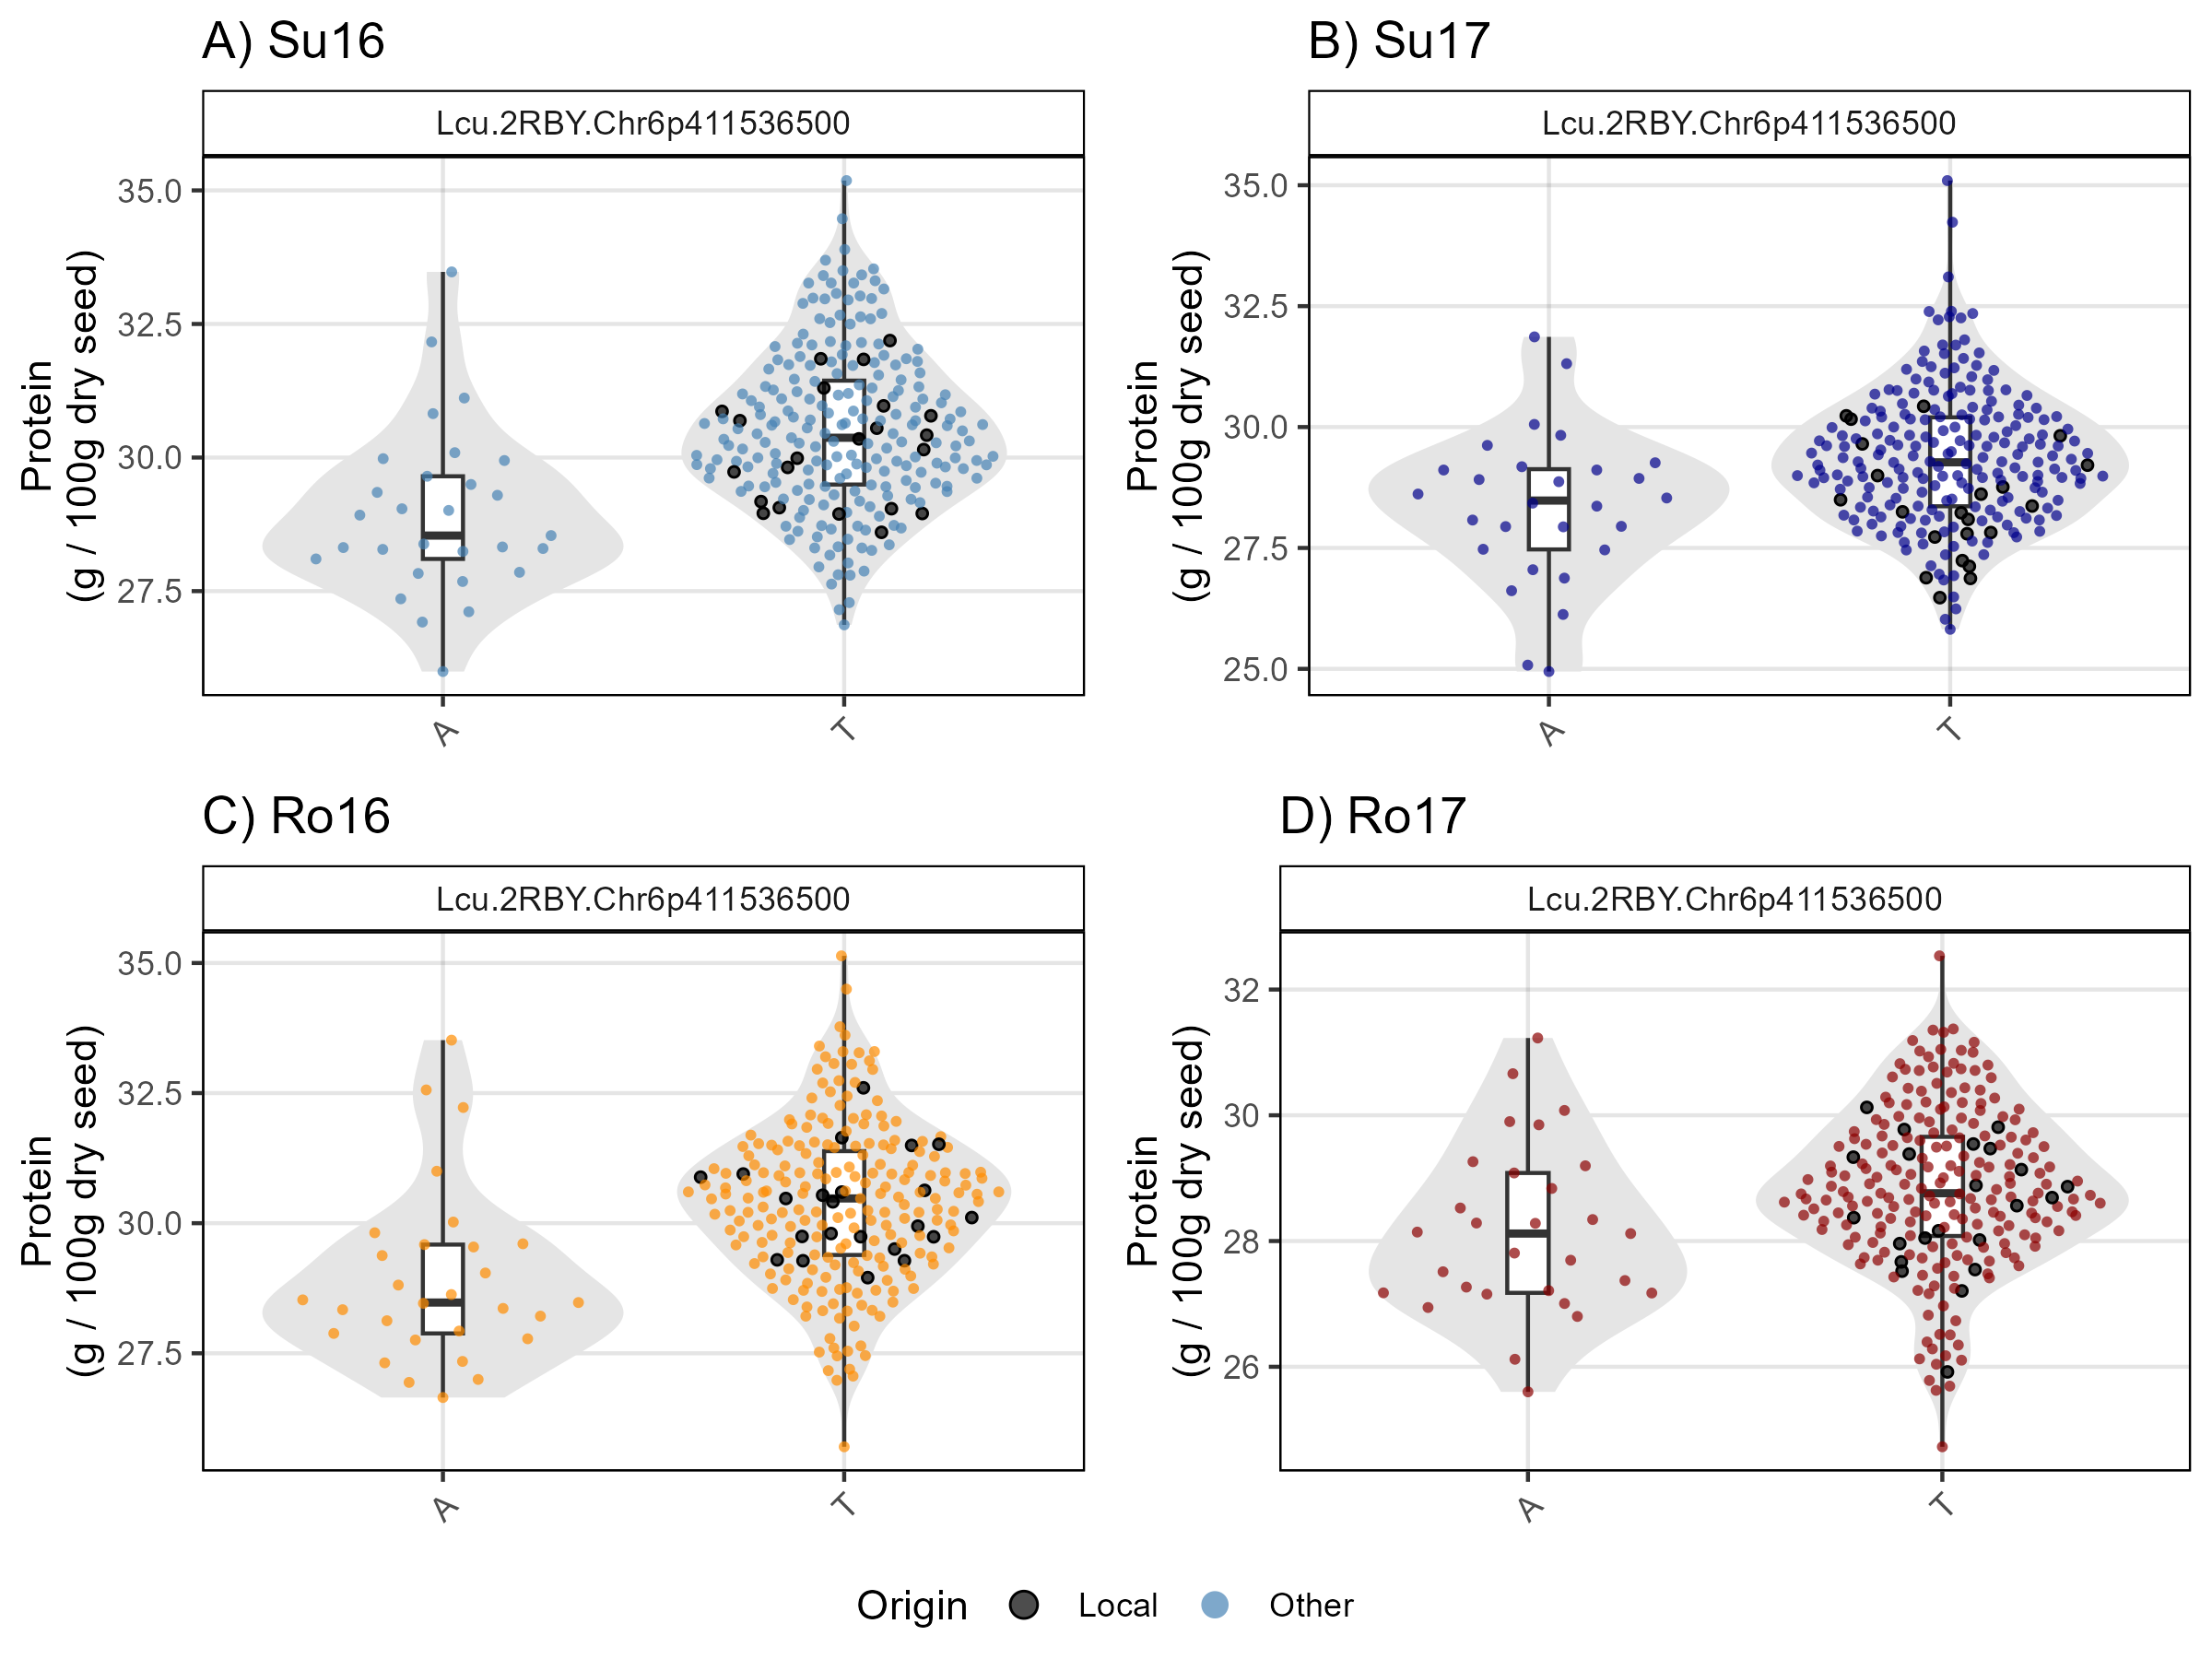 A) Su16
Lcu.2RBY.Chr6p411536500
Protein
(g / 100g dry seed)
35.0
32.5
30.0
27.5
A
T
B) Su17
Lcu.2RBY.Chr6p411536500
Protein
(g / 100g dry seed)
35.0
32.5
30.0
27.5
25.0
A
T
C) Ro16
Lcu.2RBY.Chr6p411536500
Protein
(g / 100g dry seed)
35.0
32.5
30.0
27.5
A
T
D) Ro17
Lcu.2RBY.Chr6p411536500
Protein
(g / 100g dry seed)
32
30
28
26
A
T
Origin Local Other